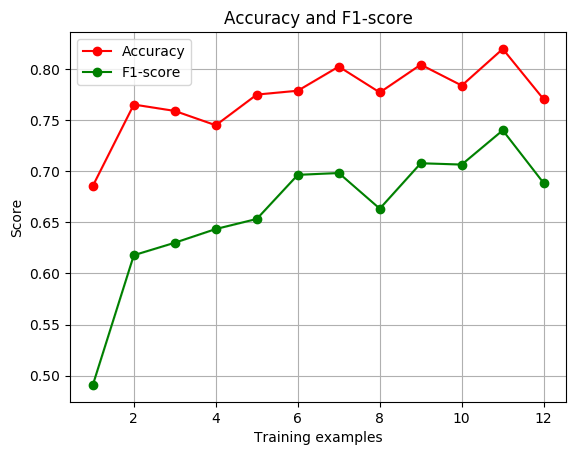 Accuracy and F1-score
Accuracy
F1-score
0.80
0.75
0.70
0.65
0.60
0.55
0.50
Score
2 4 6 8 10 12
Training examples